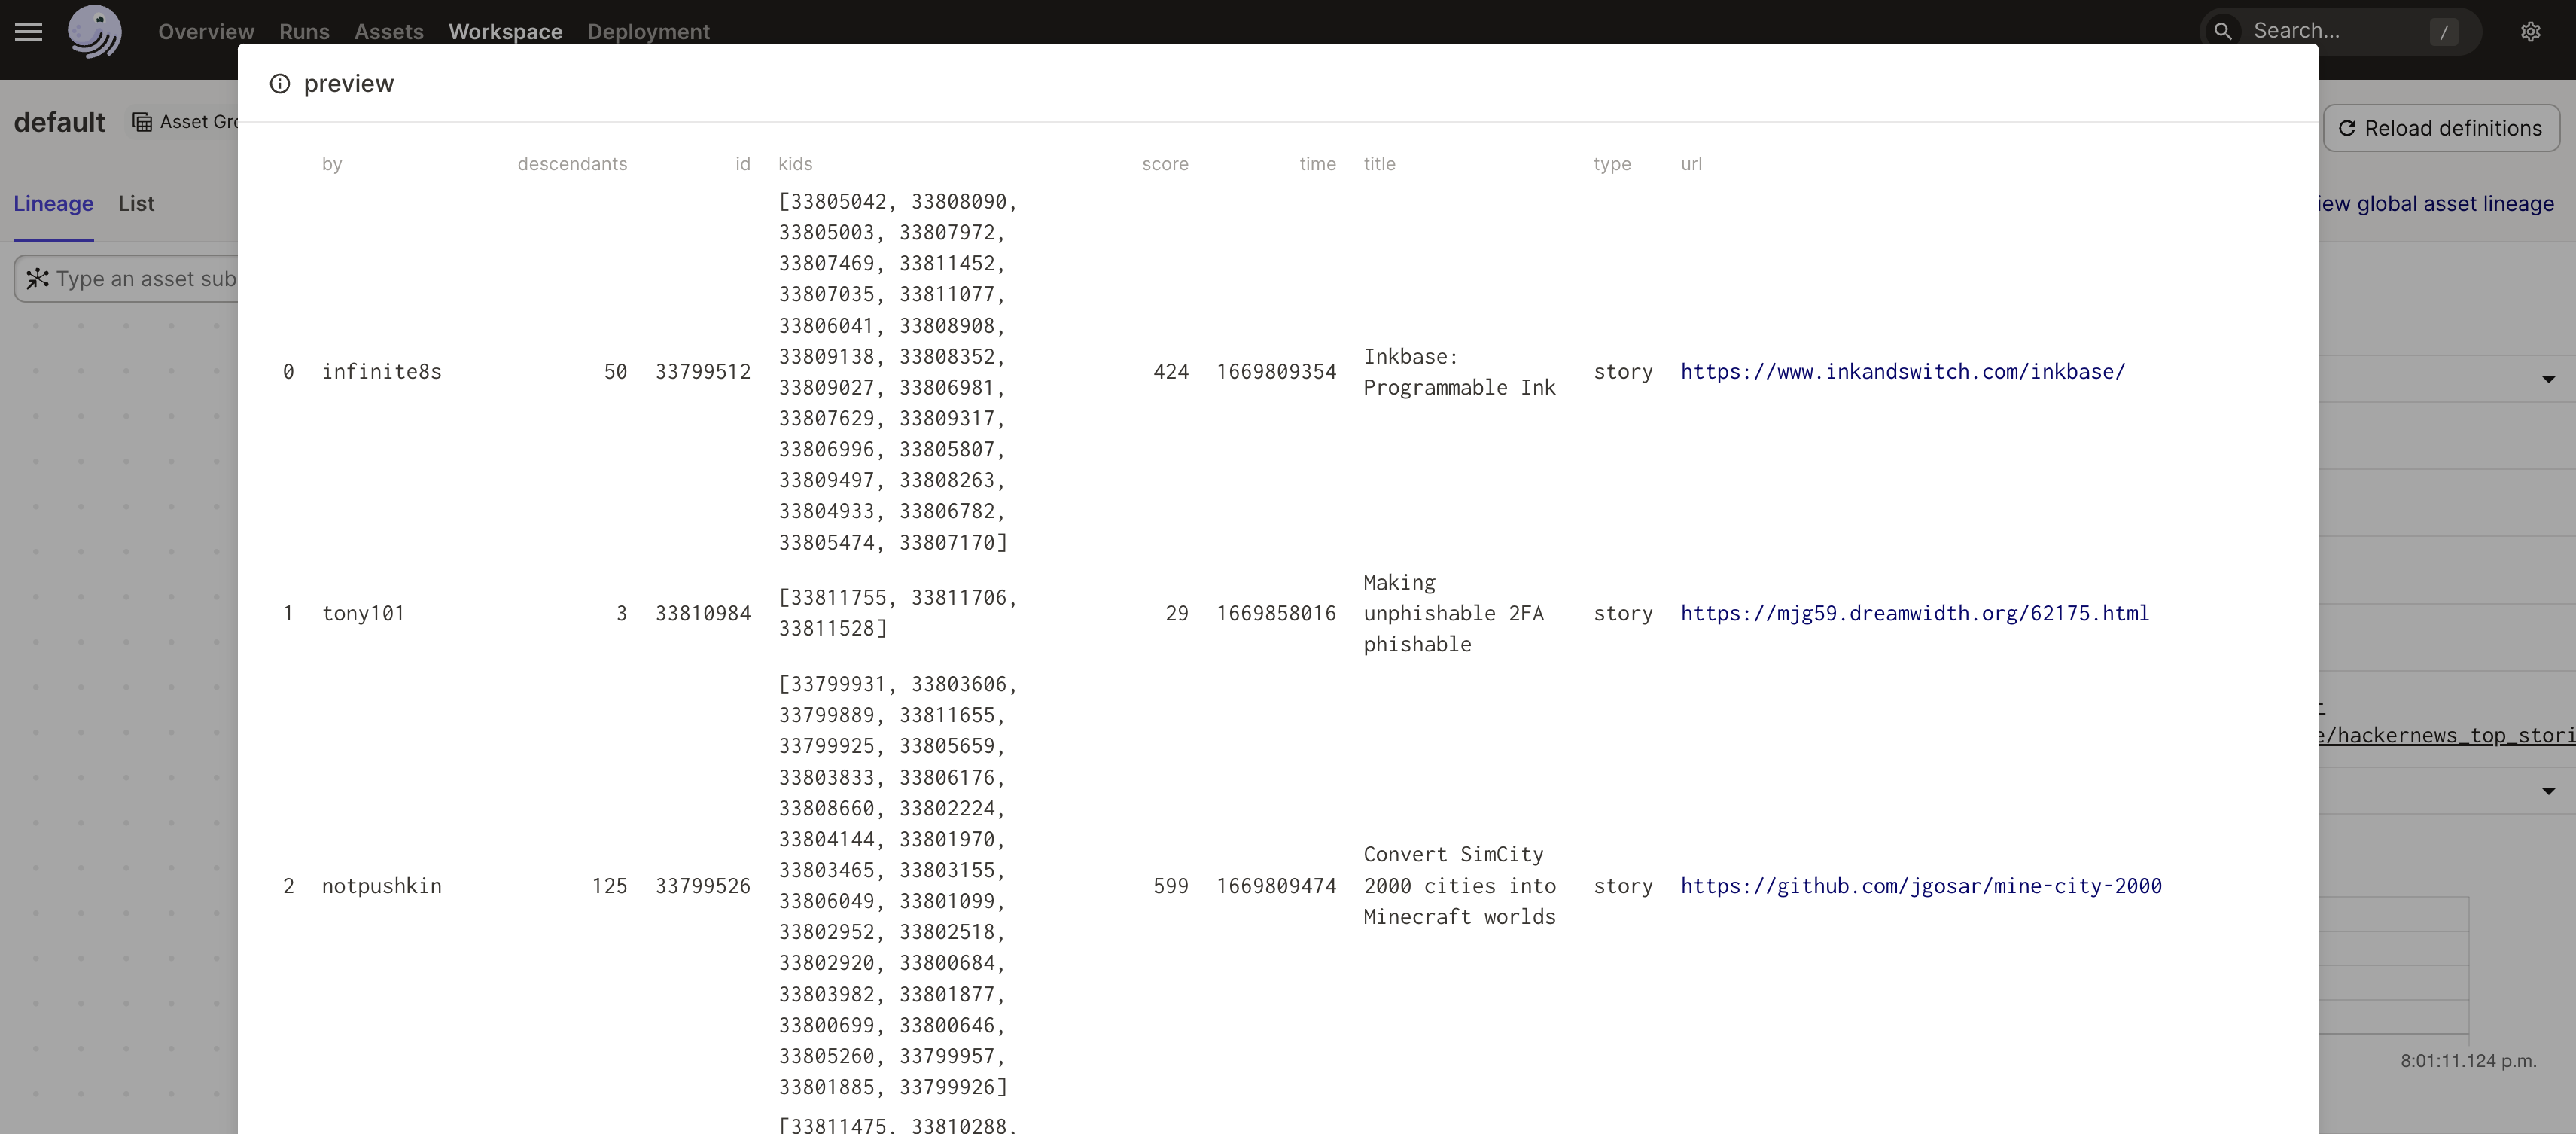 Overview Runs Assets Workspace Deployment Search... /
preview
default Asset Gro Reload definitions
by descendants id kids score time title type url
Lineage List iew global asset lineage
Type an asset sub
[33805042, 33808090,
33805003, 33807972,
33807469, 33811452,
33807035, 33811077,
33806041, 33808908,
33809138, 33808352,
33809027, 33806981,
33807629, 33809317,
33806996, 33805807,
33809497, 33808263,
33804933, 33806782,
33805474, 33807170]
0 infinite8s 50 33799512 424 1669809354 Inkbase:
Programmable Ink story https://www.inkandswitch.com/inkbase/
[33811755, 33811706,
33811528]
1 tony101 3 33810984 29 1669858016 Making
unphishable 2FA
phishable story https://mjg59.dreamwidth.org/62175.html
[33799931, 33803606,
33799889, 33811655,
33799925, 33805659,
33803833, 33806176,
33808660, 33802224,
33804144, 33801970,
33803465, 33803155,
33806049, 33801099,
33802952, 33802518,
33802920, 33800684,
33803982, 33801877,
33800699, 33800646,
33805260, 33799957,
33801885, 33799926]
2 notpushkin 125 33799526 599 1669809474 Convert SimCity
2000 cities into
Minecraft worlds story https://github.com/jgosar/mine-city-2000
[33811475, 33810288,
e/hackernews_top_stori
8:01:11.124 p.m.